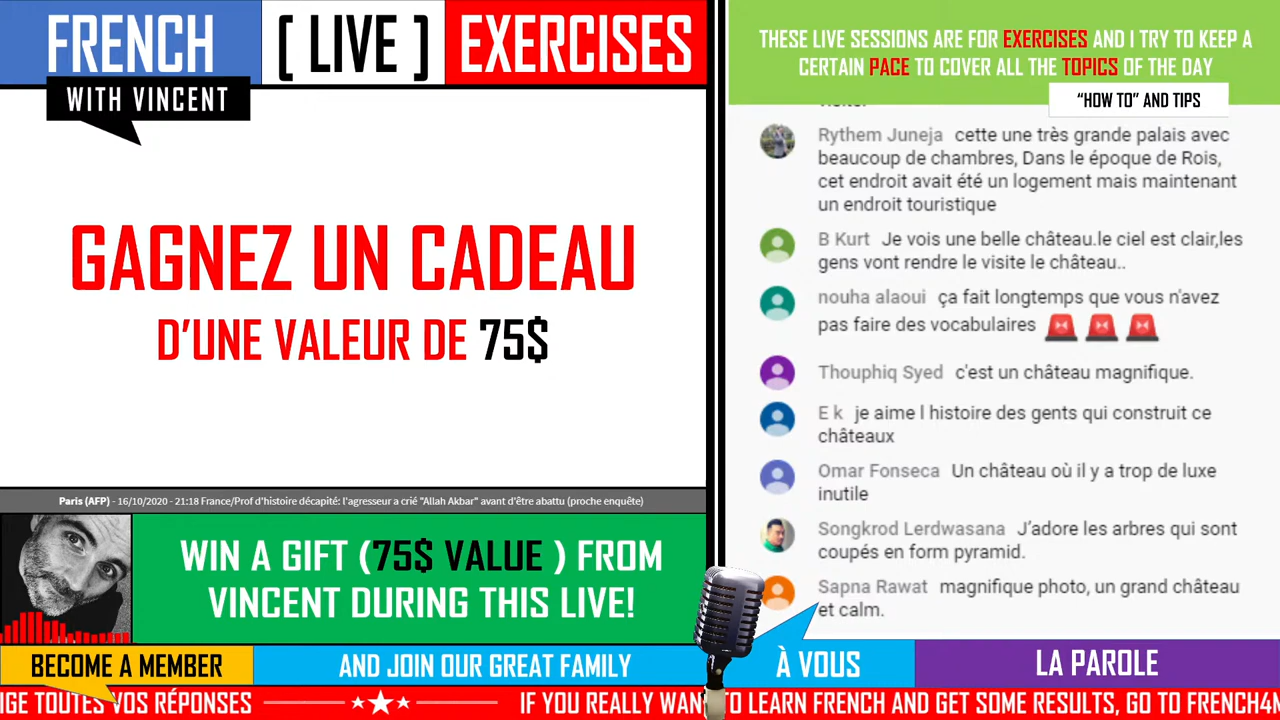 FRENCH
WITH VINCENT
[ LIVE ]
EXERCISES
GAGNEZ UN CADEAU
D'UNE VALEUR DE 75$
Paris (AFP) - 16/10/2020 - 21:18 France/Prof d'histoire décapité: l'agresseur a crié "Allah Akbar" avant d'être abattu (proche enquête)
WIN A GIFT (75$ VALUE ) FROM
VINCENT DURING THIS LIVE!
BECOME A MEMBER
AND JOIN OUR GREAT FAMILY
THESE LIVE SESSIONS ARE FOR EXERCISES AND I TRY TO KEEP A
CERTAIN PACE TO COVER ALL THE TOPICS OF THE DAY
“HOW TO” AND TIPS
Rythem Juneja cette une très grande palais avec
beaucoup de chambres, Dans le époque de Rois,
cet endroit avait été un logement mais maintenant
un endroit touristique
B Kurt Je vois une belle château.le ciel est clair,les
gens vont rendre le visite le château..
nouha alaoui ça fait longtemps que vous n'avez
pas faire des vocabulaires
Thouphiq Syed c'est un château magnifique.
E k je aime l histoire des gents qui construit ce
châteaux
Omar Fonseca Un château où il y a trop de luxe
inutile
Songkrod Lerdwasana J’adore les arbres qui sont
coupés en form pyramid.
Sapna Rawat magnifique photo, un grand château
et calm.
À VOUS
LA PAROLE
IGE TOUTES VOS RÉPONSES
IF YOU REALLY WANT TO LEARN FRENCH AND GET SOME RESULTS, GO TO FRENCH4